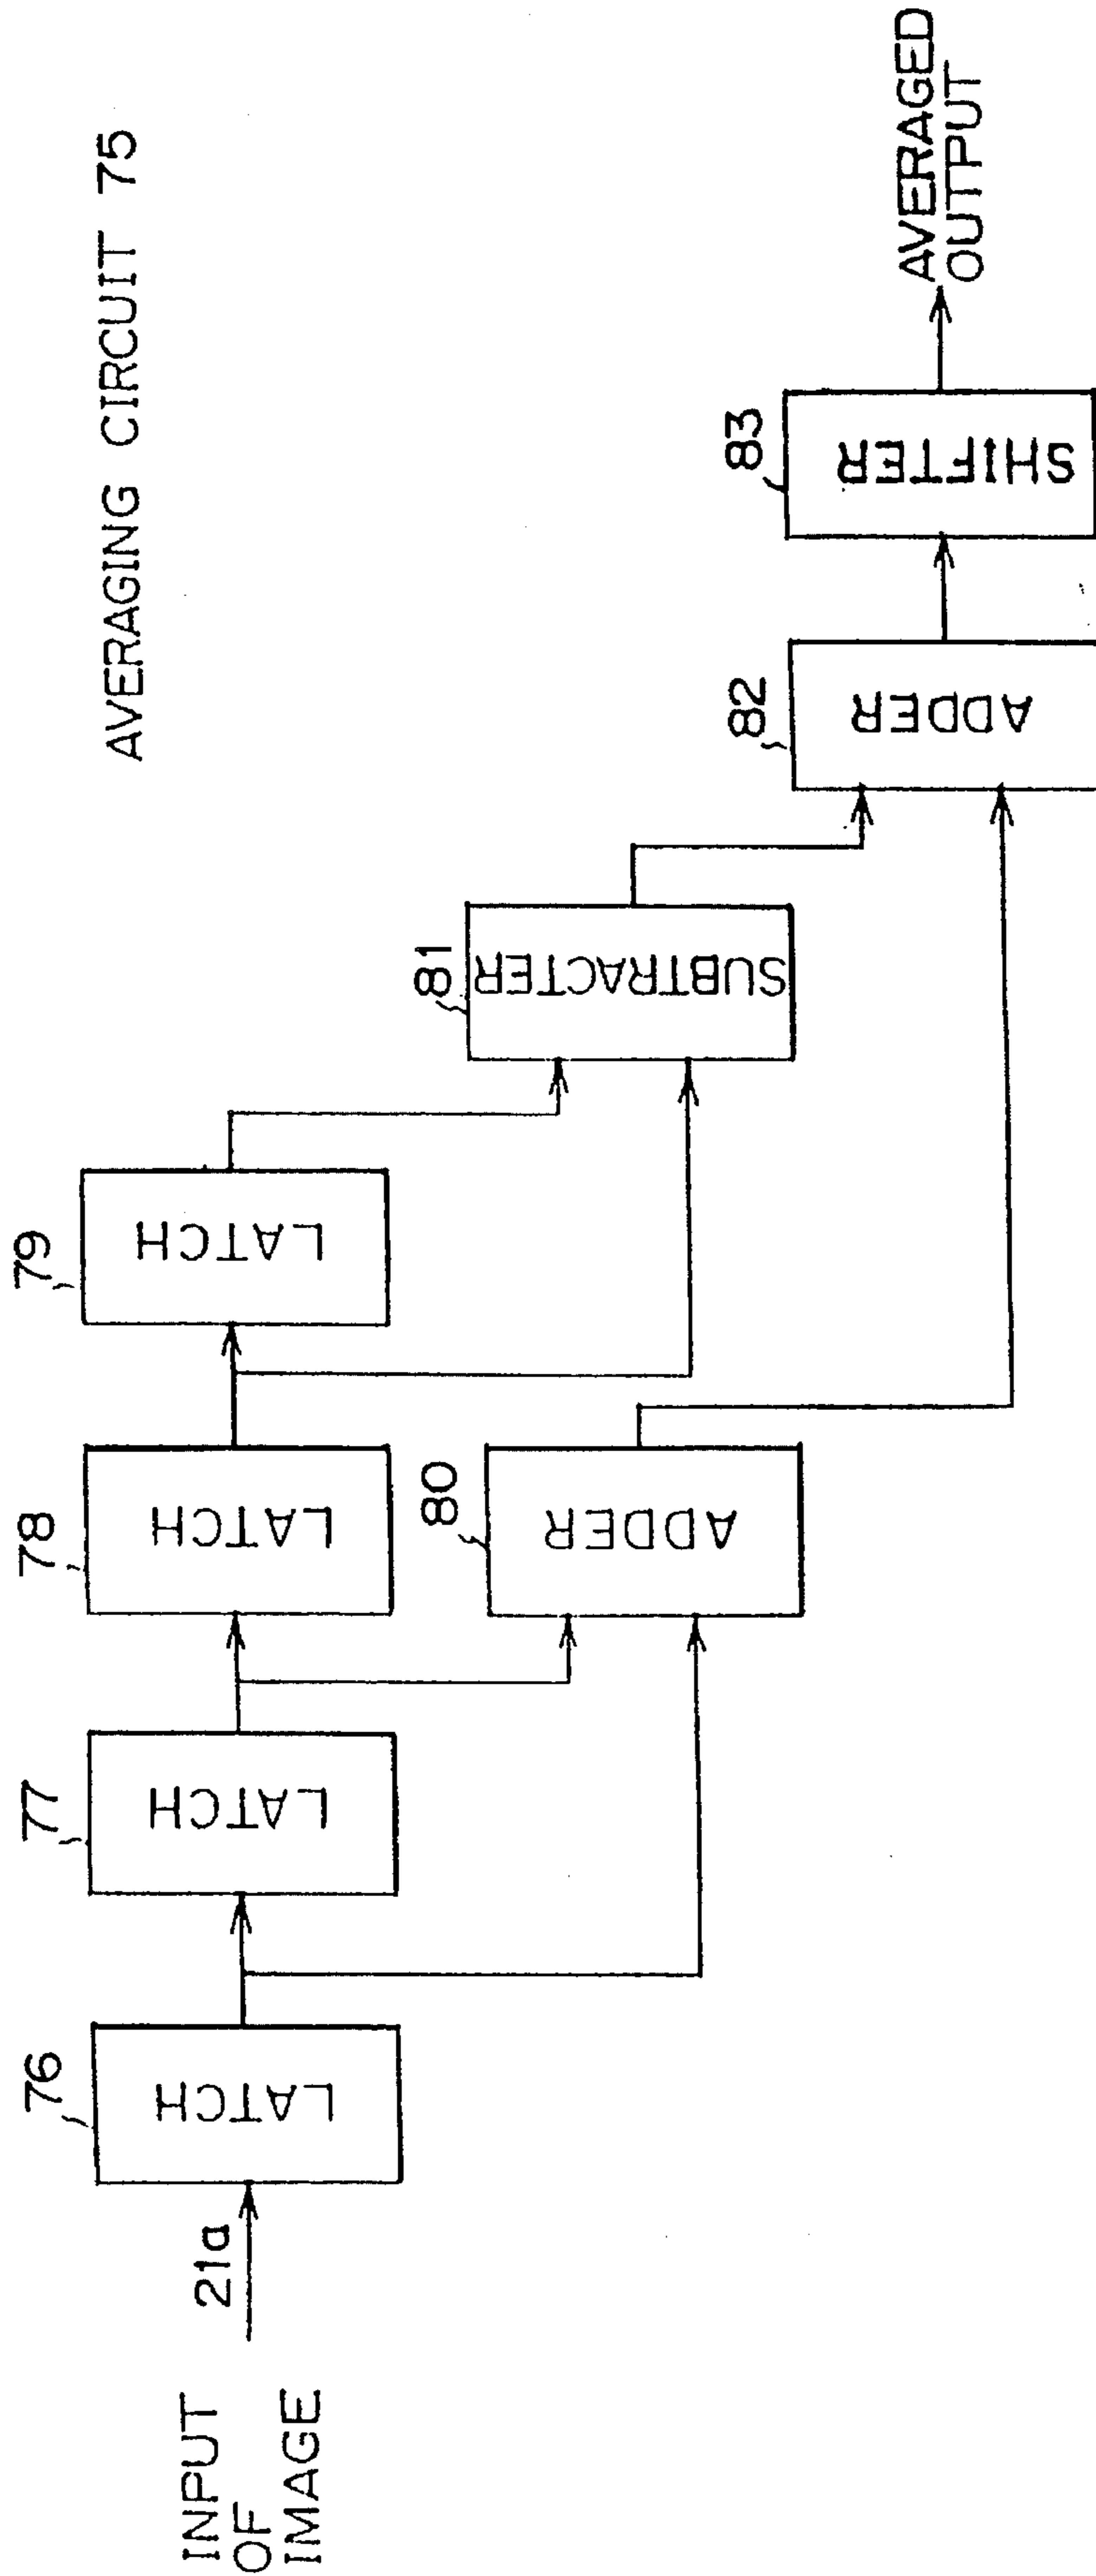 AVERAGING CIRCUIT 75
INPUT
OF
IMAGE
21a
76
LATCH
77
LATCH
78
LATCH
79
LATCH
80
ADDER
81
SUBTRACTER
82
ADDER
83
SHIFTER
AVERAGED
OUTPUT